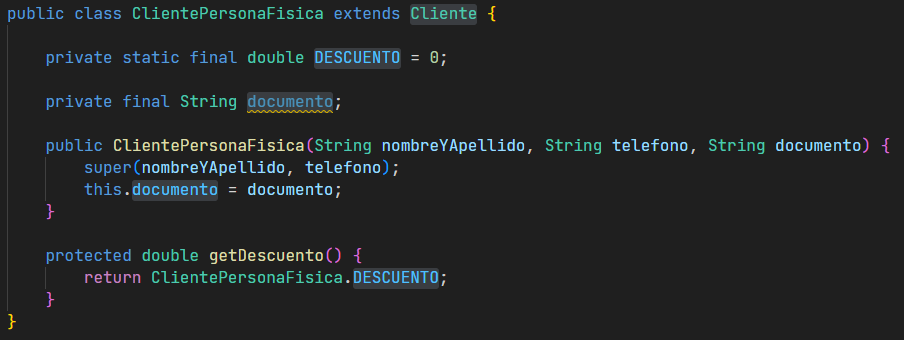 public class ClientePersonaFisica extends Cliente {
private static final double DESCUENTO = 0;
private final String documento;
public ClientePersonaFisica(String nombreYApellido, String telefono, String documento) {
super(nombreYApellido, telefono);
this.documento = documento;
}
protected double getDescuento() {
return ClientePersonaFisica.DESCUENTO;
}
}